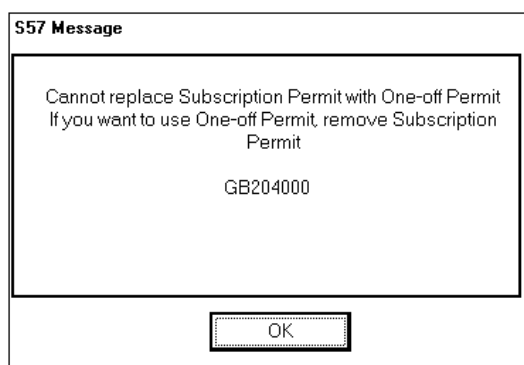 S57 Message
Cannot replace Subscription Permit with One-off Permit
If you want to use One-off Permit, remove Subscription
Permit
GB204000
OK